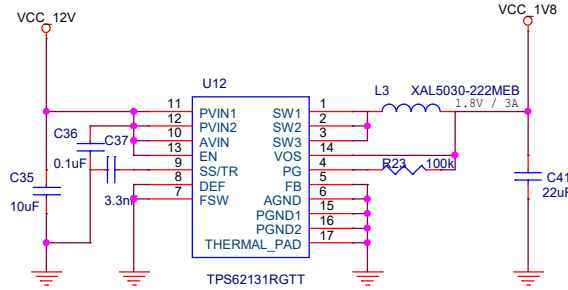 VCC_12V
VCC_1V8
U12
L3
XAL5030-222MEB
1.8V / 3A
C36
C37
0.1uF
3.3n
C35
10uF
11
12
10
13
9
8
7
PVIN1
PVIN2
AVIN
EN
SS/TR
DEF
FSW
SW1
SW2
SW3
VOS
PG
FB
AGND
PGND1
PGND2
THERMAL_PAD
1
2
3
14
4
5
6
15
16
17
R23
100k
C41
22uF
TPS62131RGTT